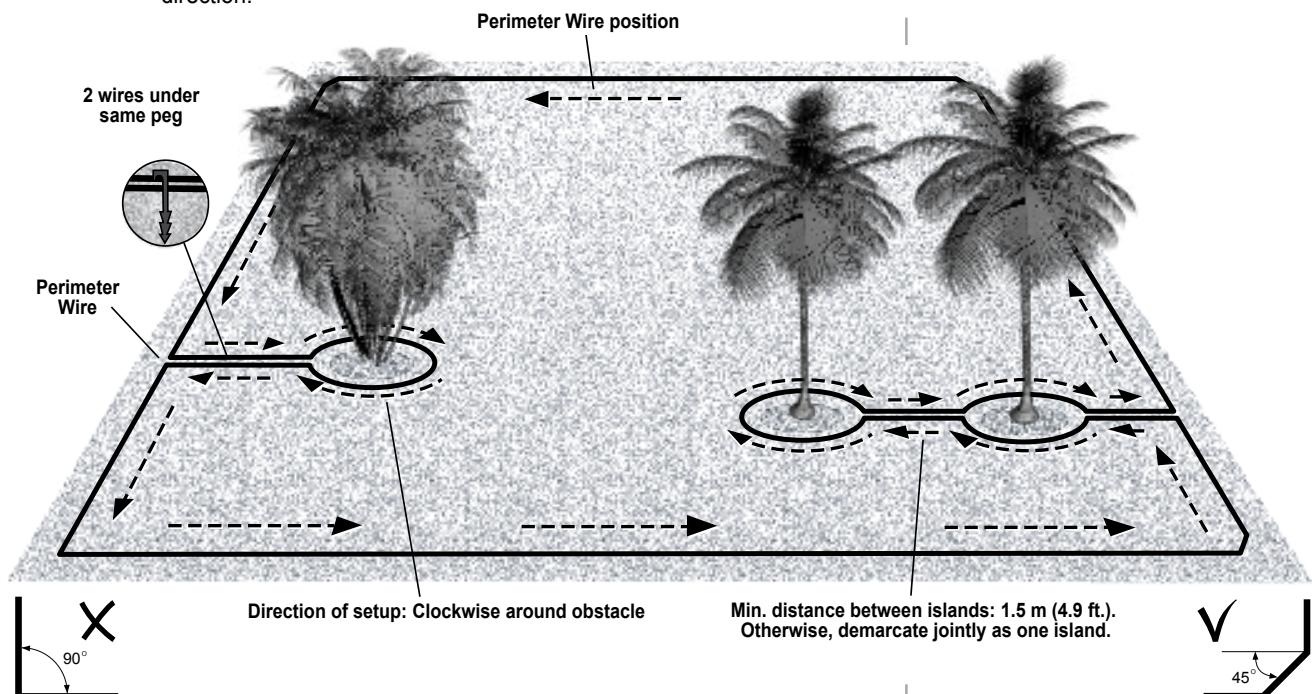 direction.
Perimeter Wire position
2 wires under
same peg
Perimeter
Wire
Direction of setup: Clockwise around obstacle
Min. distance between islands: 1.5 m (4.9 ft.).
Otherwise, demarcate jointly as one island.
90°
45°